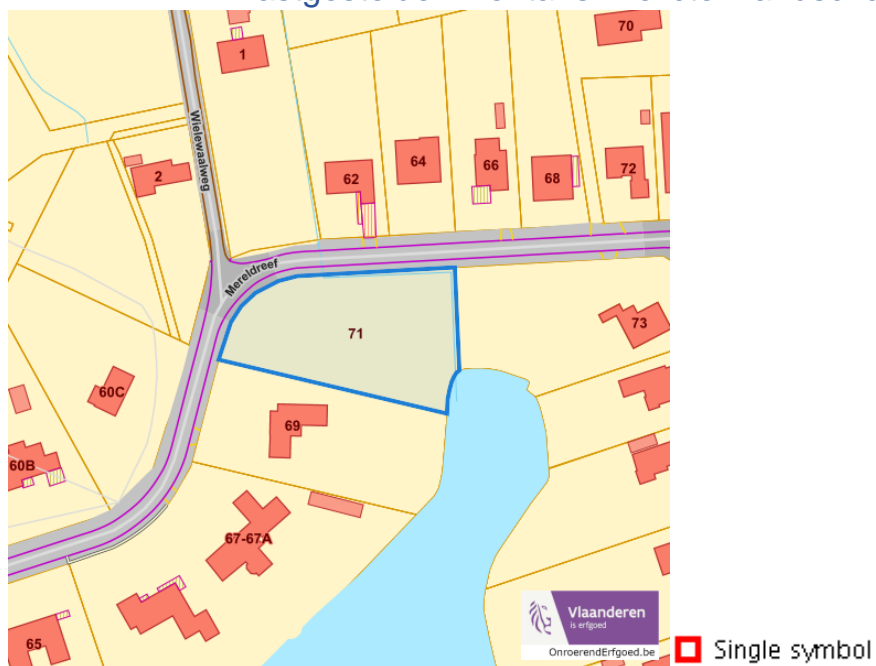 70
1
Wielewaalweg
64
66
62
68
72
2
Mereldreef
71
73
60C
69
60B
67-67A
65
Vlaanderen
is erfgoed
OnroerendErfgoed.be
Single symbol